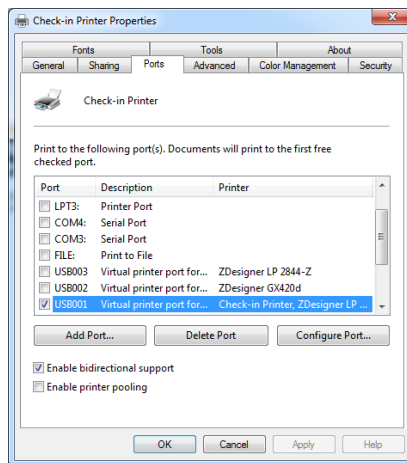 Check-in Printer Properties
Fonts Tools About
General Sharing Ports Advanced Color Management Security
Check-in Printer
Print to the following port(s). Documents will print to the first free
checked port.
Port Description Printer
LPT3: Printer Port
COM4: Serial Port
COM3: Serial Port
FILE: Print to File
USB003 Virtual printer port for... ZDesigner LP 2844-Z
USB002 Virtual printer port for... ZDesigner GX420d
USB001 Virtual printer port for... Check-in Printer, ZDesigner LP ...
Add Port... Delete Port Configure Port...
Enable bidirectional support
Enable printer pooling
OK Cancel Apply Help